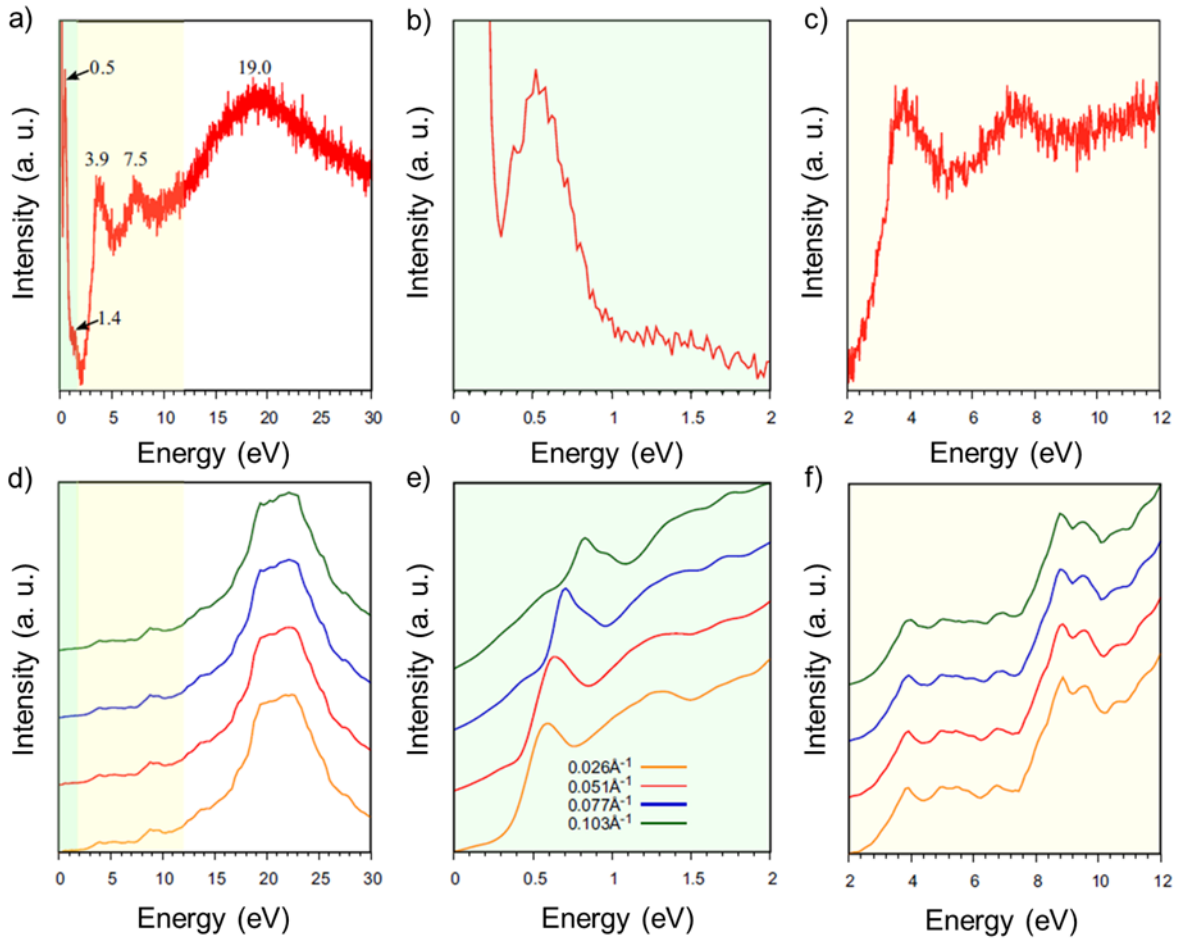 a)
b)
c)
Intensity (a. u.)
0.5
3.9
7.5
19.0
1.4
0 5 10 15 20 25 30
Energy (eV)
Intensity (a. u.)
0 0.5 1 1.5 2
Energy (eV)
Intensity (a. u.)
2 4 6 8 10 12
Energy (eV)
d)
e)
f)
Intensity (a. u.)
0 5 10 15 20 25 30
Energy (eV)
Intensity (a. u.)
0.026Å⁻¹
0.051Å⁻¹
0.077Å⁻¹
0.103Å⁻¹
0 0.5 1 1.5 2
Energy (eV)
Intensity (a. u.)
2 4 6 8 10 12
Energy (eV)